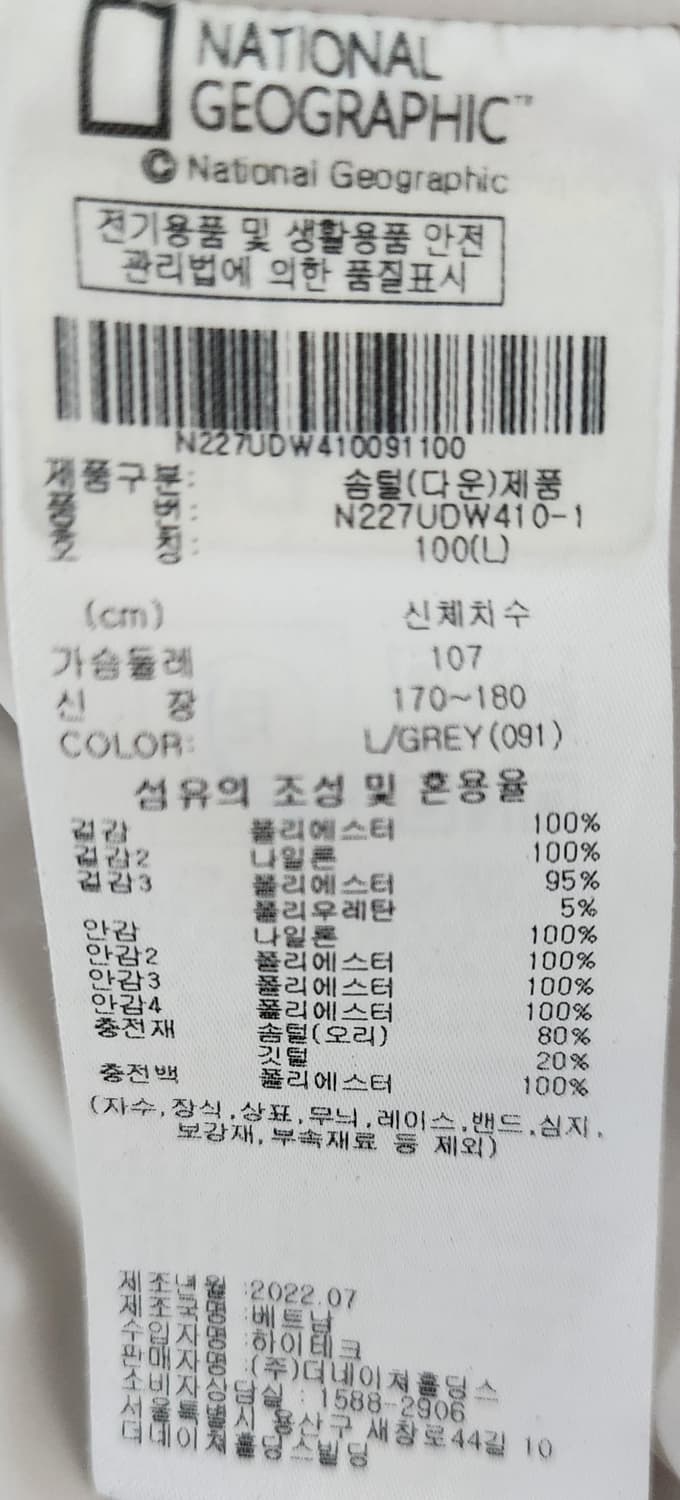 NATIONAL
GEOGRAPHIC™
© National Geographic
전기용품 및 생활용품 안전
관리법에 의한 품질표시
N227UDW410091100
제품구분: 솜털(다운)제품
품 번: N227UDW410-1
호 칭: 100(L)
(cm) 신체치수
가슴둘레 107
신 장 170~180
COLOR: L/GREY(091)
섬유의 조성 및 혼용율
겉감 폴리에스터 100%
겉감2 나일론 100%
겉감3 폴리에스터 95%
폴리우레탄 5%
안감 나일론 100%
안감2 폴리에스터 100%
안감3 폴리에스터 100%
안감4 폴리에스터 100%
충전재 솜털(오리) 80%
깃털 20%
충전백 폴리에스터 100%
(자수,장식,상표,무늬,레이스,밴드,심지,
보강재,부속재료 등 제외)
제조년월 :2022.07
제조국명 :베트남
수입자명 :하이테크
판매자명 :(주)더네이쳐홀딩스
소비자상담실 : 1588-2906
서울특별시 용산구 새창로44길 10
더네이쳐홀딩스빌딩